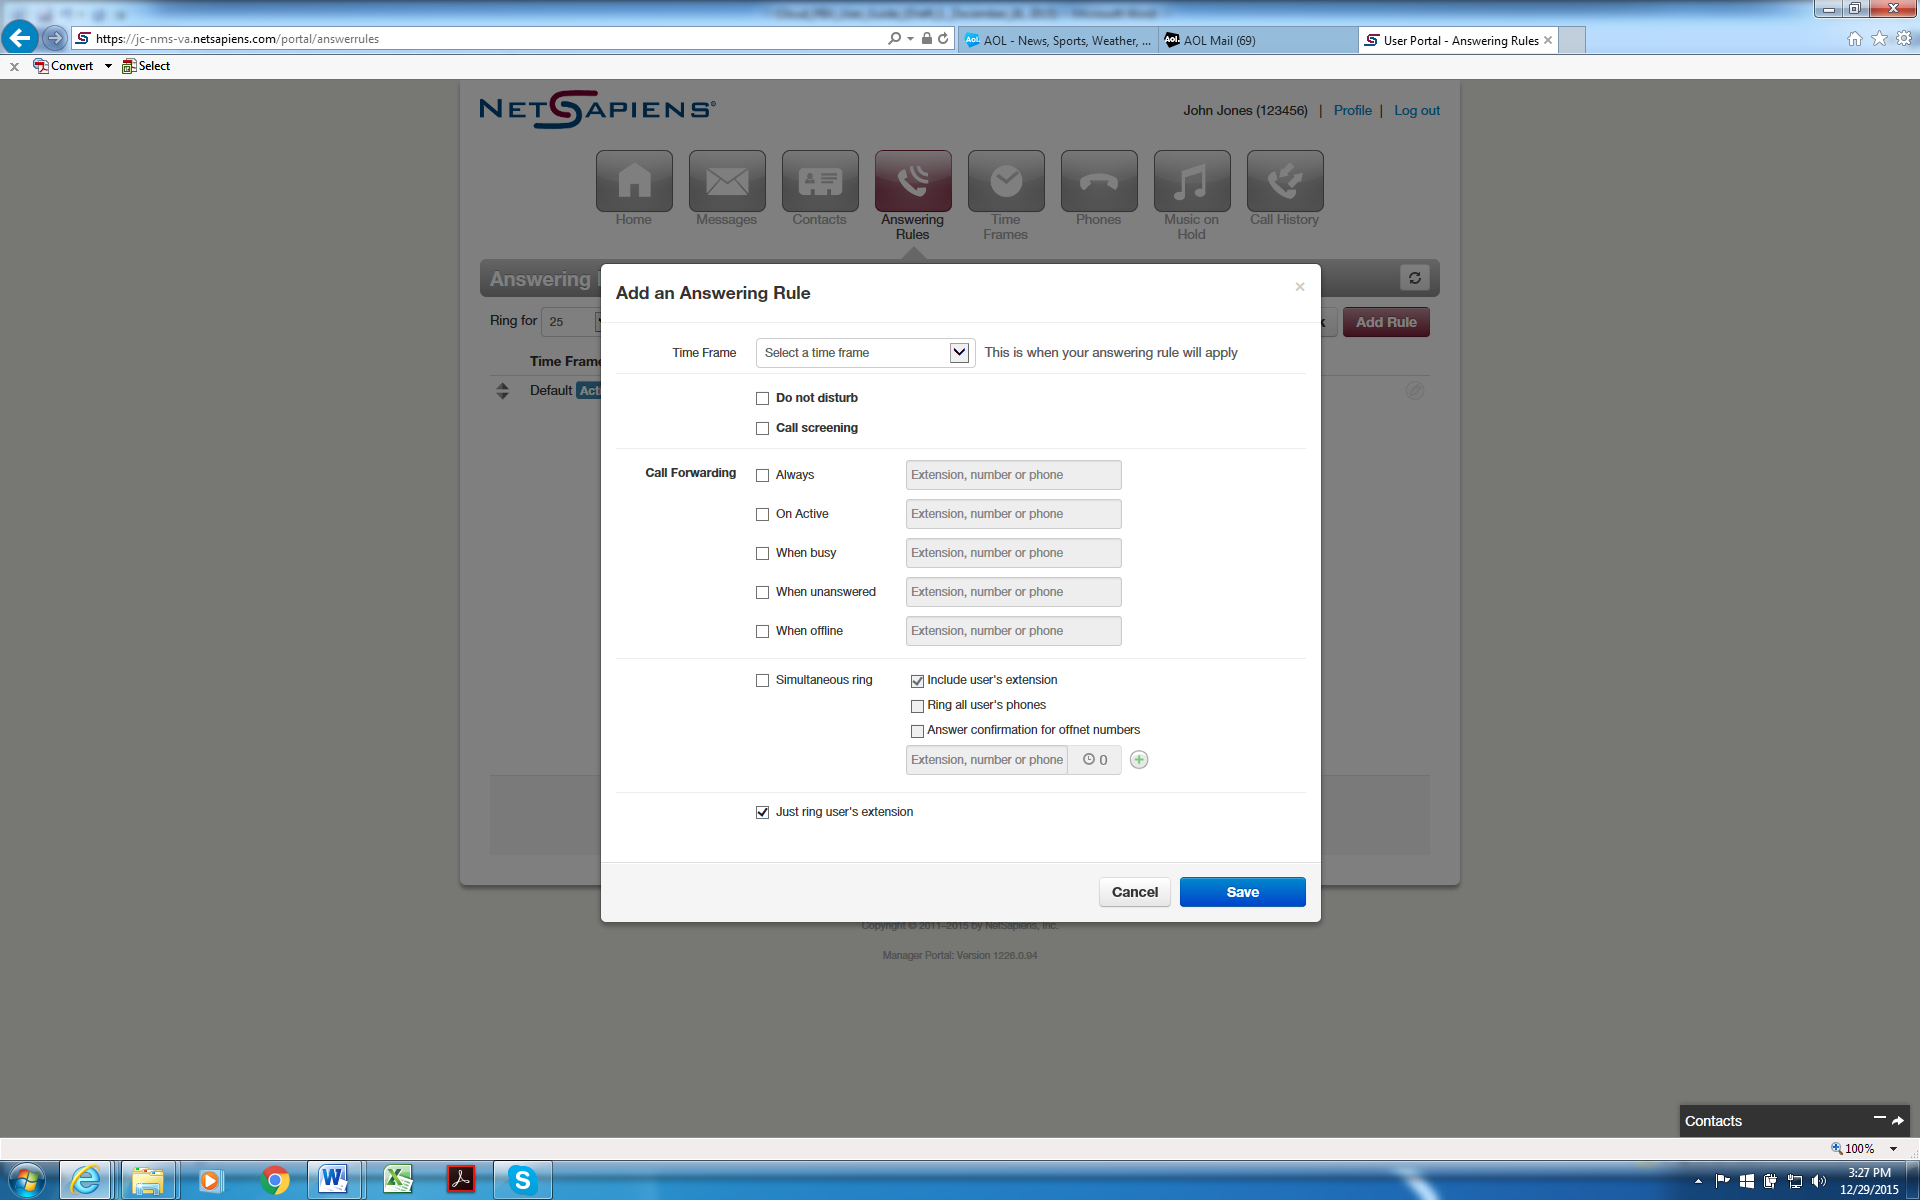 https://jc-nms-va.netsapiens.com/portal/answerrules
AOL - News, Sports, Weather, ...
AOL Mail (69)
User Portal - Answering Rules
x Convert Select
NETSAPIENS
John Jones (123456) | Profile | Log out
Home
Messages
Contacts
Answering Rules
Time Frames
Phones
Music on Hold
Call History
Answering
Add an Answering Rule
Ring for 25
Add Rule
Time Frame
Default
Time Frame Select a time frame This is when your answering rule will apply
Do not disturb
Call screening
Call Forwarding Always Extension, number or phone
On Active Extension, number or phone
When busy Extension, number or phone
When unanswered Extension, number or phone
When offline Extension, number or phone
Simultaneous ring Include user's extension
Ring all user's phones
Answer confirmation for offnet numbers
Extension, number or phone 0
Just ring user's extension
Cancel Save
Copyright © 2011-2015 by NetSapiens, Inc.
Manager Portal: Version 1226.0.94
Contacts
100%
3:27 PM
12/29/2015